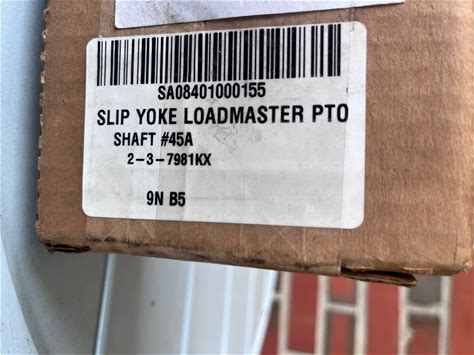 SA08401000155
SLIP YOKE LOADMASTER PTO
SHAFT #45A
2-3-7981KX
9N B5